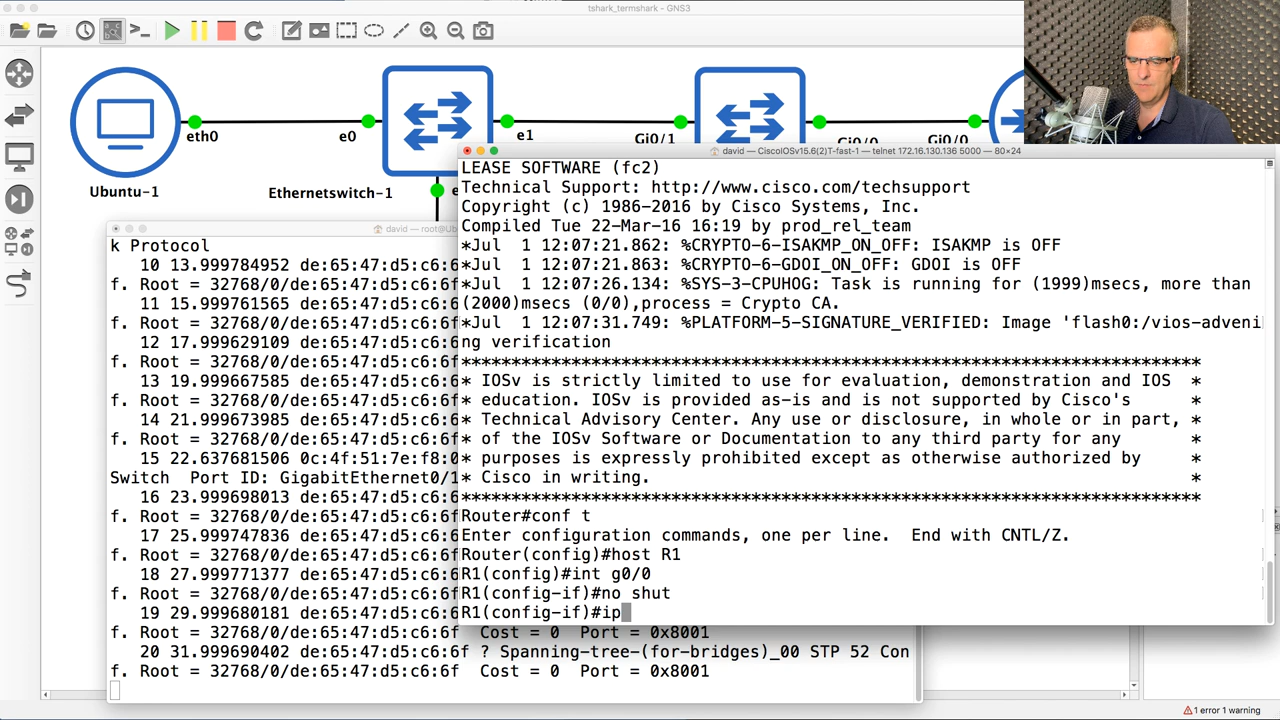 tshark_termshark - GNS3
eth0
e0
e1
Gi0/1
Gi0/0
Gi0/0
Ubuntu-1
Ethernetswitch-1
e
david — CiscoIOSv15.6(2)T-fast-1 — telnet 172.16.130.136 5000 — 80×24
LEASE SOFTWARE (fc2)
Technical Support: http://www.cisco.com/techsupport
Copyright (c) 1986-2016 by Cisco Systems, Inc.
Compiled Tue 22-Mar-16 16:19 by prod_rel_team
*Jul  1 12:07:21.862: %CRYPTO-6-ISAKMP_ON_OFF: ISAKMP is OFF
*Jul  1 12:07:21.863: %CRYPTO-6-GDOI_ON_OFF: GDOI is OFF
*Jul  1 12:07:26.134: %SYS-3-CPUHOG: Task is running for (1999)msecs, more than
(2000)msecs (0/0),process = Crypto CA.
*Jul  1 12:07:31.749: %PLATFORM-5-SIGNATURE_VERIFIED: Image 'flash0:/vios-adveni
ng verification
**************************************************************************
* IOSv is strictly limited to use for evaluation, demonstration and IOS  *
* education. IOSv is provided as-is and is not supported by Cisco's      *
* Technical Advisory Center. Any use or disclosure, in whole or in part, *
* of the IOSv Software or Documentation to any third party for any       *
* purposes is expressly prohibited except as otherwise authorized by     *
* Cisco in writing.                                                      *
**************************************************************************
Router#conf t
Enter configuration commands, one per line.  End with CNTL/Z.
Router(config)#host R1
R1(config)#int g0/0
R1(config-if)#no shut
R1(config-if)#ip
david — root@Ub
k Protocol
10 13.999784952 de:65:47:d5:c6:6
f. Root = 32768/0/de:65:47:d5:c6:6f
11 15.999761565 de:65:47:d5:c6:6
f. Root = 32768/0/de:65:47:d5:c6:6f
12 17.999629109 de:65:47:d5:c6:6
f. Root = 32768/0/de:65:47:d5:c6:6f
13 19.999667585 de:65:47:d5:c6:6
f. Root = 32768/0/de:65:47:d5:c6:6f
14 21.999673985 de:65:47:d5:c6:6
f. Root = 32768/0/de:65:47:d5:c6:6f
15 22.637681506 0c:4f:51:7e:f8:0
Switch  Port ID: GigabitEthernet0/1
16 23.999698013 de:65:47:d5:c6:6
f. Root = 32768/0/de:65:47:d5:c6:6f
17 25.999747836 de:65:47:d5:c6:6
f. Root = 32768/0/de:65:47:d5:c6:6f
18 27.999771377 de:65:47:d5:c6:6
f. Root = 32768/0/de:65:47:d5:c6:6f
19 29.999680181 de:65:47:d5:c6:6
f. Root = 32768/0/de:65:47:d5:c6:6f  Cost = 0  Port = 0x8001
20 31.999690402 de:65:47:d5:c6:6f ? Spanning-tree-(for-bridges)_00 STP 52 Con
f. Root = 32768/0/de:65:47:d5:c6:6f  Cost = 0  Port = 0x8001
1 error 1 warning